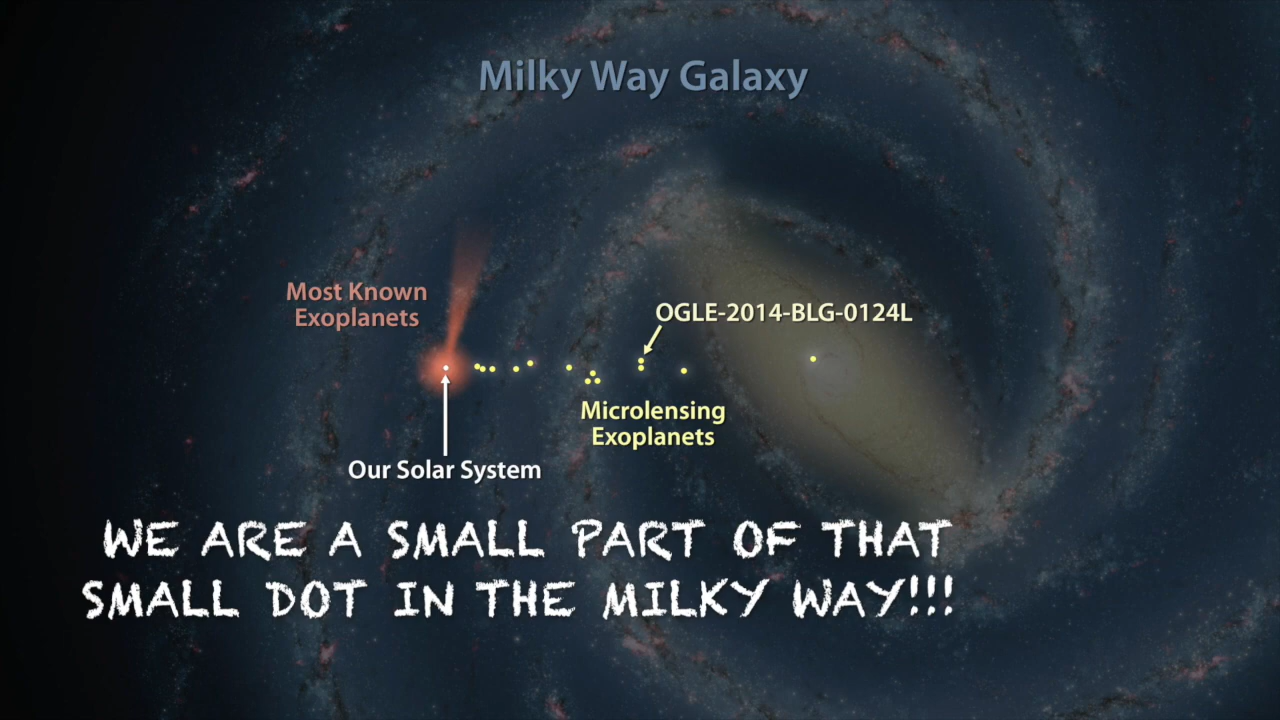 Milky Way Galaxy
Most Known
Exoplanets
OGLE-2014-BLG-0124L
Microlensing
Exoplanets
Our Solar System
WE ARE A SMALL PART OF THAT
SMALL DOT IN THE MILKY WAY!!!